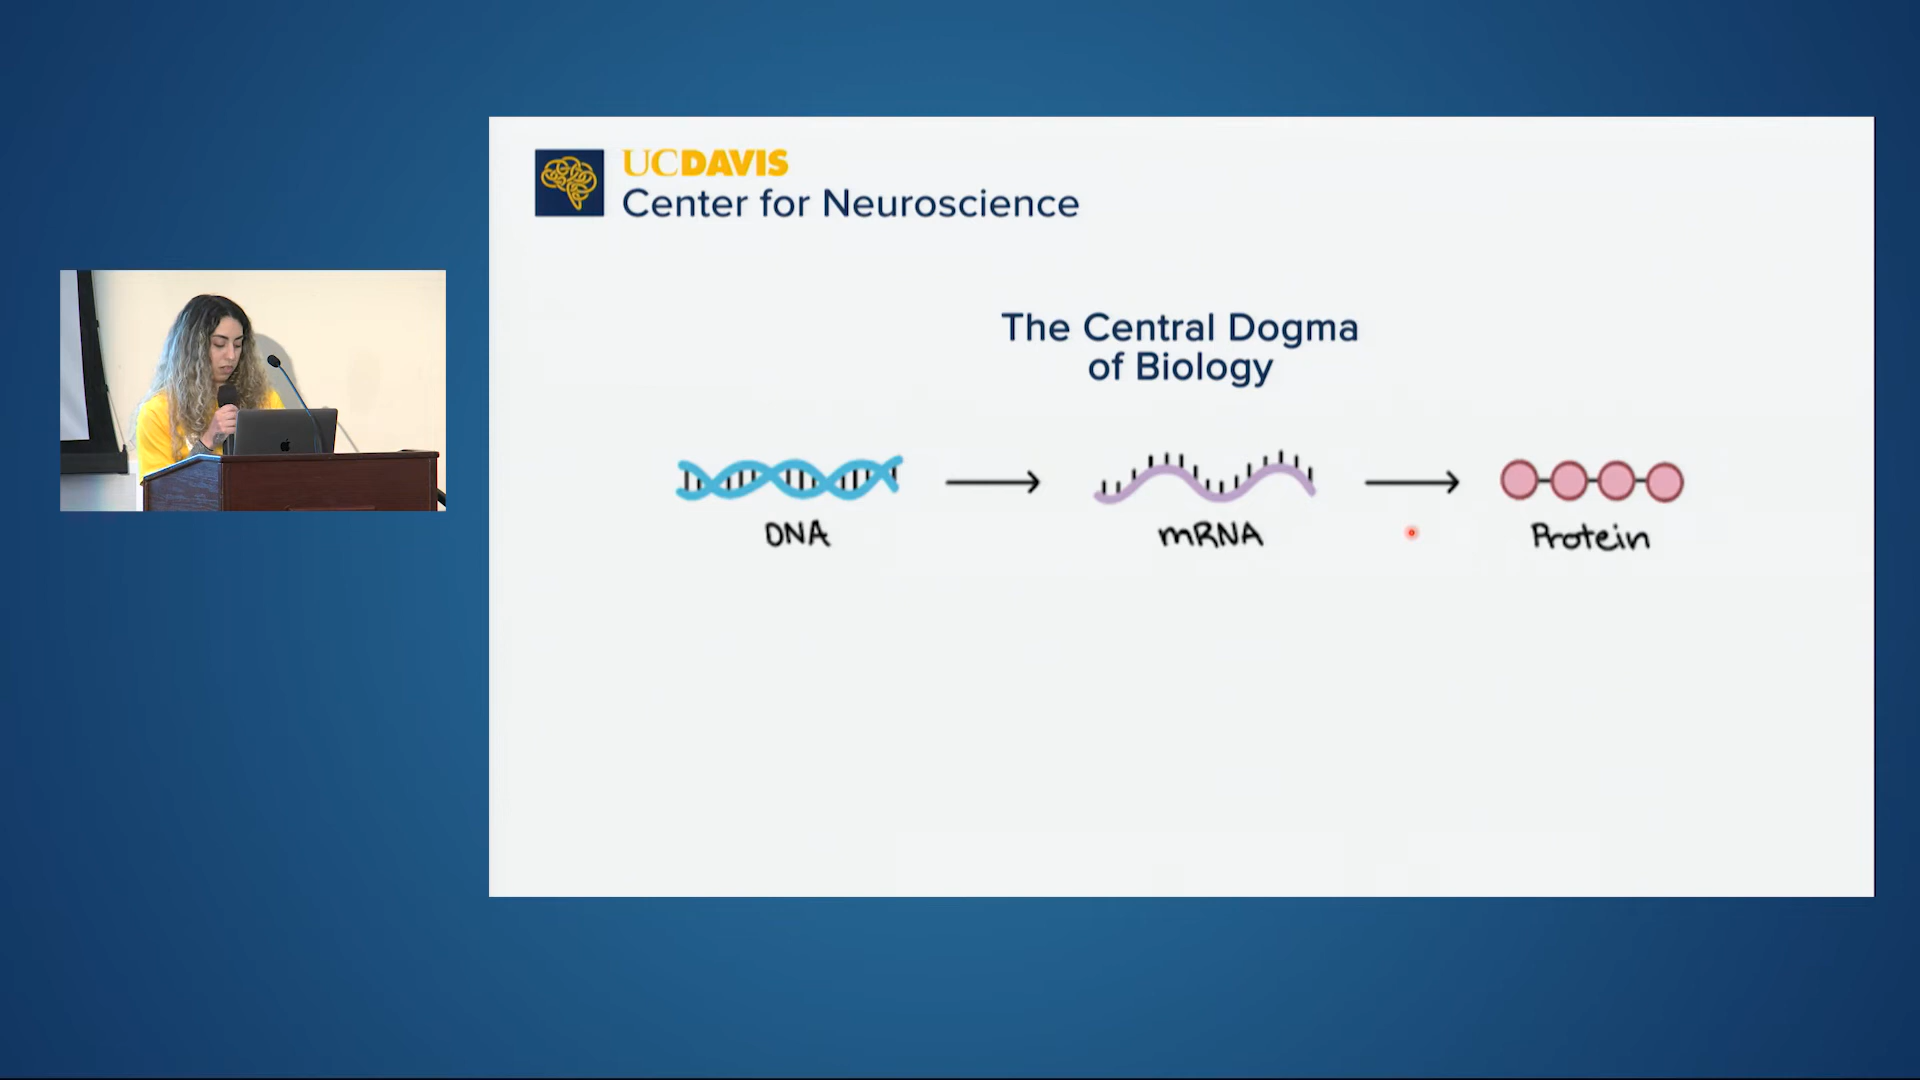 UCDAVIS
Center for Neuroscience
The Central Dogma
of Biology
DNA
mRNA
Protein